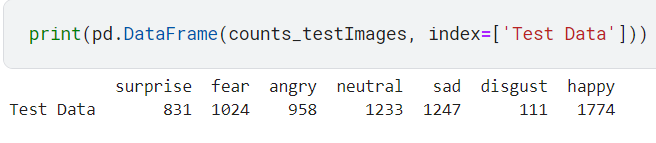 print(pd.DataFrame(counts_testImages, index=['Test Data']))
surprise fear angry neutral sad disgust happy
Test Data 831 1024 958 1233 1247 111 1774